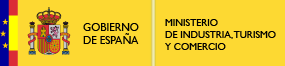 GOBIERNO
DE ESPAÑA
MINISTERIO
DE INDUSTRIA, TURISMO
Y COMERCIO